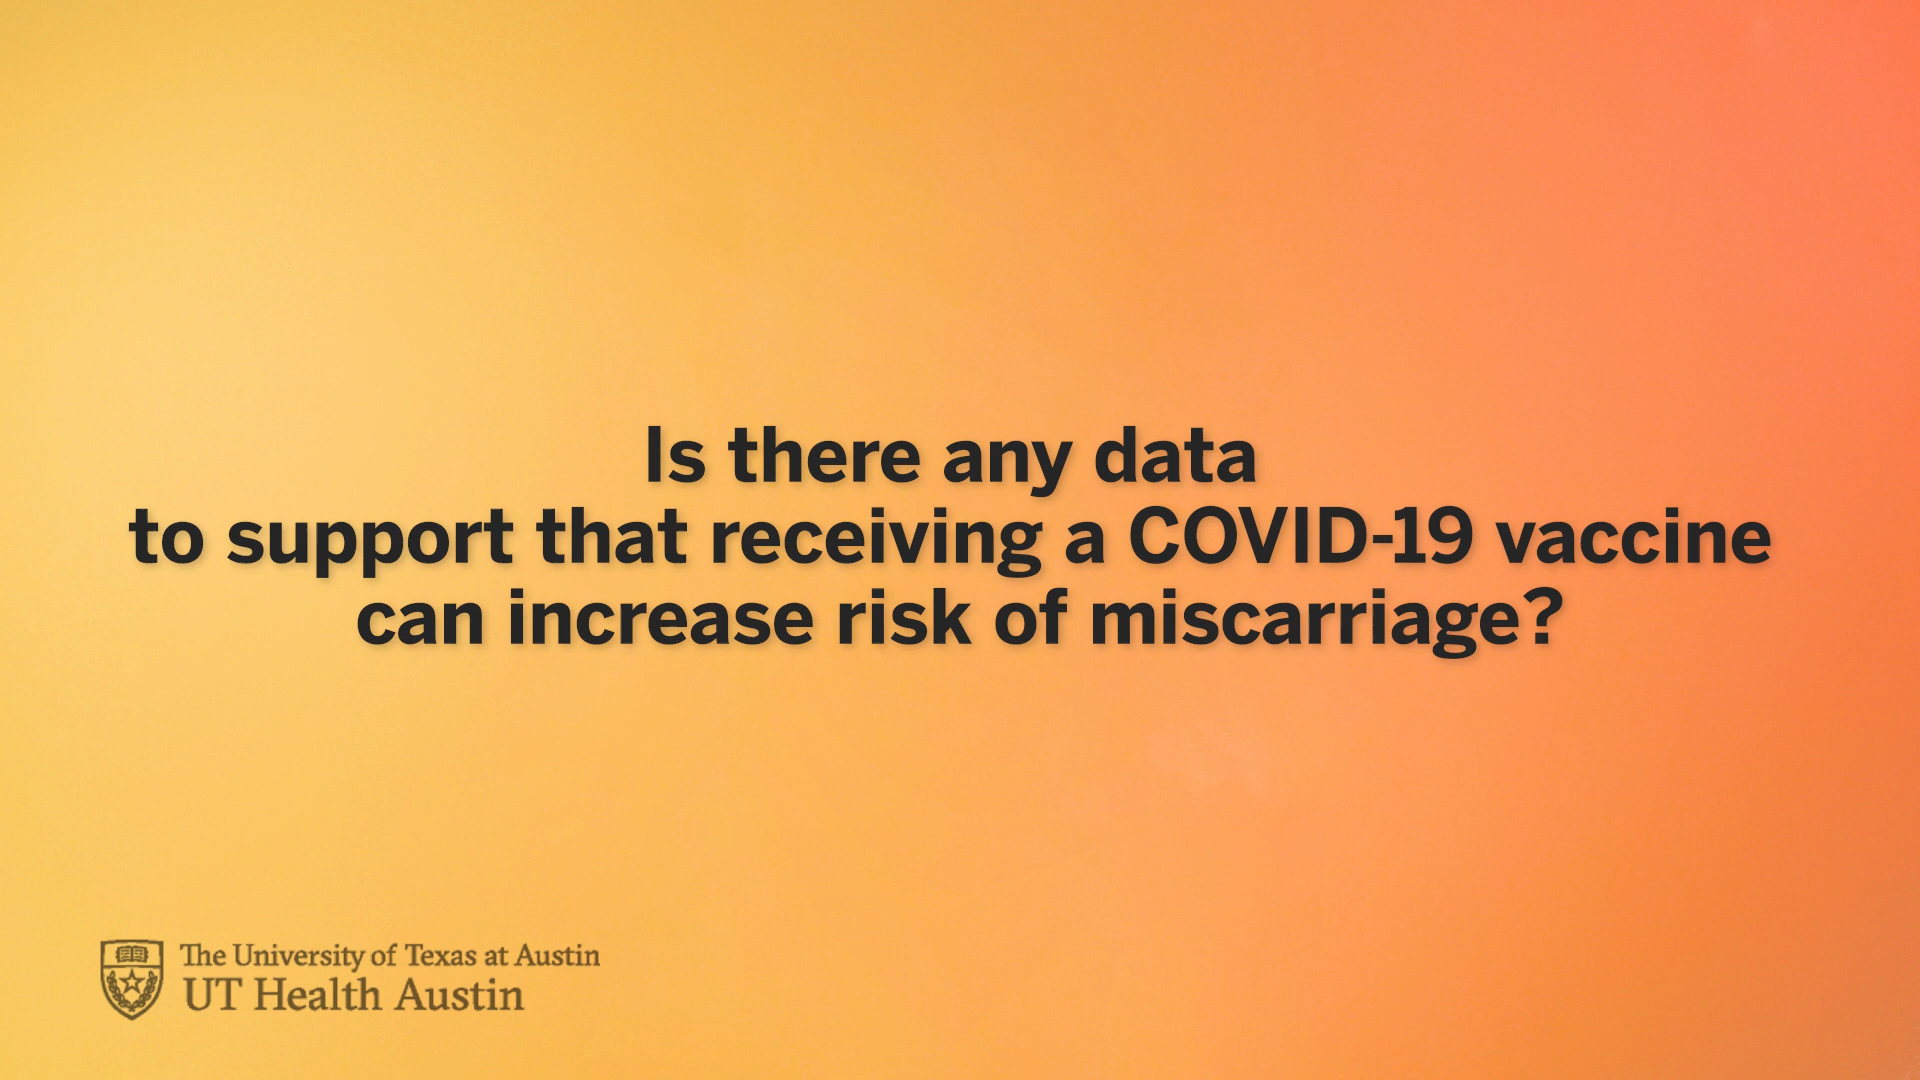 Is there any data
to support that receiving a COVID-19 vaccine
can increase risk of miscarriage?
The University of Texas at Austin
UT Health Austin